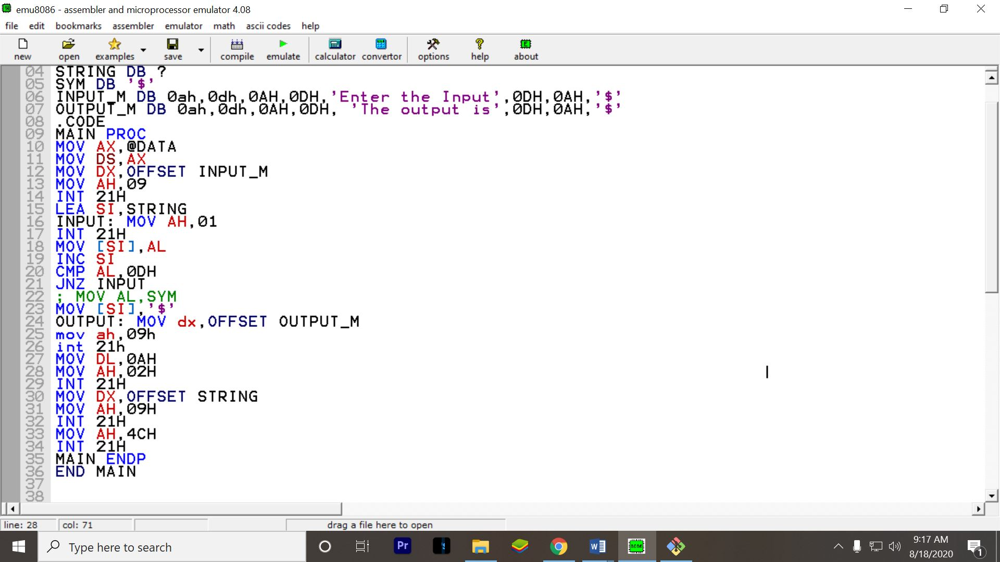 emu8086 - assembler and microprocessor emulator 4.08
file edit bookmarks assembler emulator math ascii codes help
new open examples save compile emulate calculator convertor options help about
04 STRING DB ?
05 SYM DB '$'
06 INPUT_M DB 0ah,0dh,0AH,0DH,'Enter the Input',0DH,0AH,'$'
07 OUTPUT_M DB 0ah,0dh,0AH,0DH, 'The output is',0DH,0AH,'$'
08 .CODE
09 MAIN PROC
10 MOV AX,@DATA
11 MOV DS,AX
12 MOV DX,OFFSET INPUT_M
13 MOV AH,09
14 INT 21H
15 LEA SI,STRING
16 INPUT: MOV AH,01
17 INT 21H
18 MOV [SI],AL
19 INC SI
20 CMP AL,0DH
21 JNZ INPUT
22 ; MOV AL,SYM
23 MOV [SI],'$'
24 OUTPUT: MOV dx,OFFSET OUTPUT_M
25 mov ah,09h
26 int 21h
27 MOV DL,0AH
28 MOV AH,02H
29 INT 21H
30 MOV DX,OFFSET STRING
31 MOV AH,09H
32 INT 21H
33 MOV AH,4CH
34 INT 21H
35 MAIN ENDP
36 END MAIN
37
38
line: 28 col: 71 drag a file here to open
Type here to search
Pr
8086
9:17 AM
8/18/2020
1